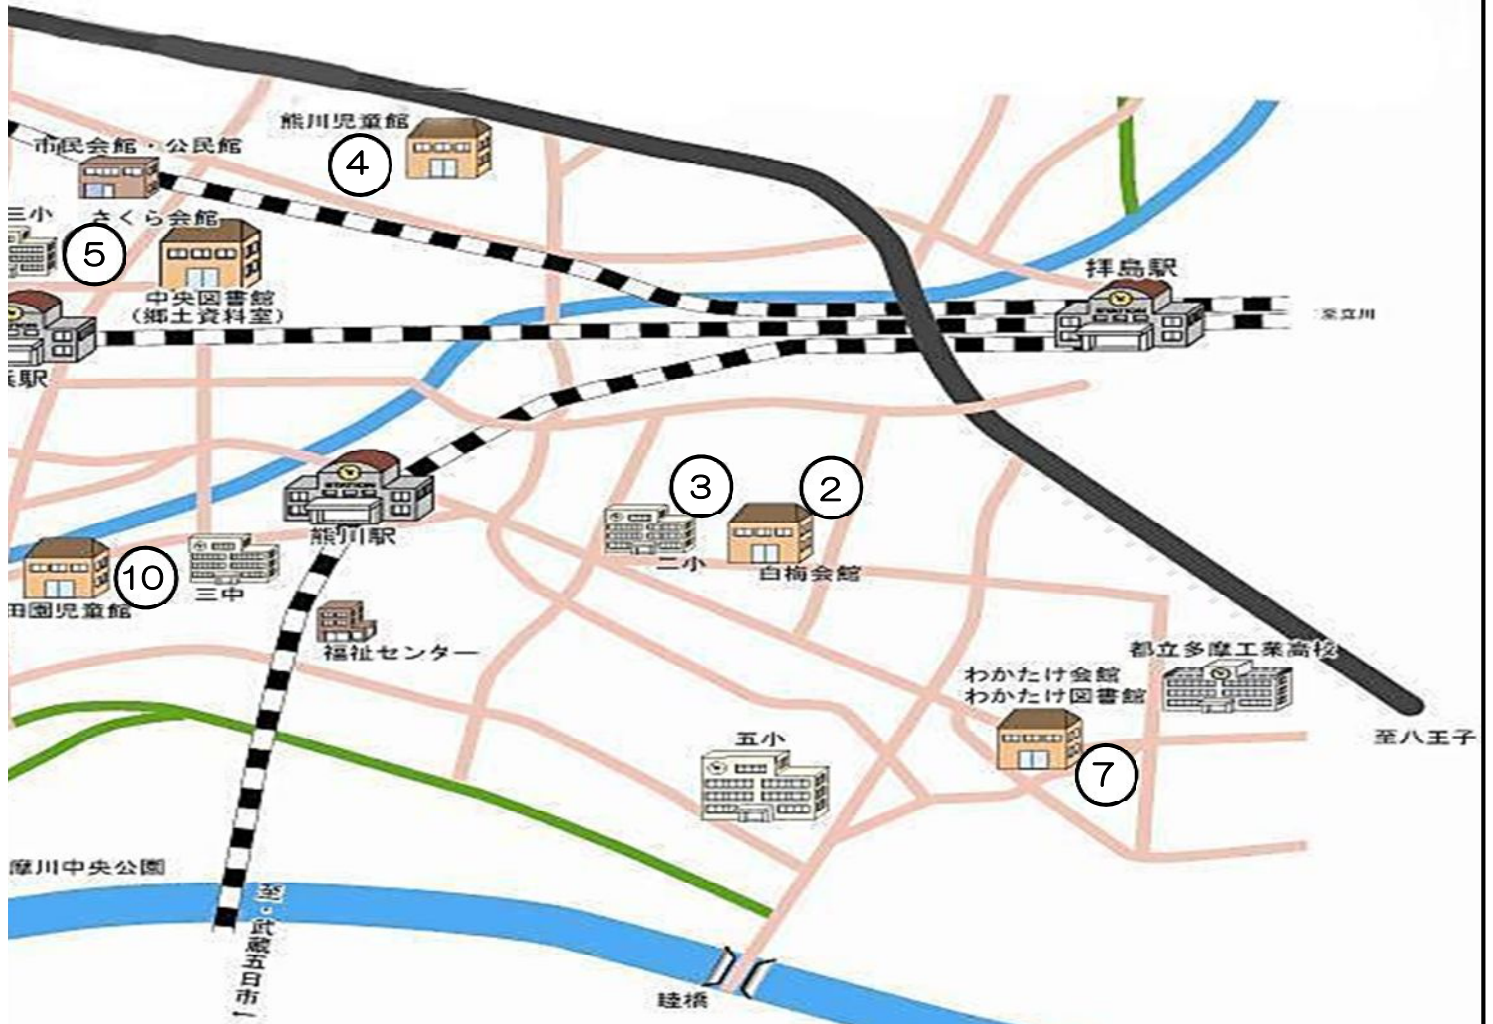 熊川児童館
④
市民会館・公民館
三小
さくら会館
⑤
中央図書館
(郷土資料室)
拝島駅
至立川
駅
③
②
二小
白梅会館
熊川駅
⑩
三中
田園児童館
福祉センター
都立多摩工業高校
わかたけ会館
わかたけ図書館
⑦
至八王子
五小
摩川中央公園
至・武蔵五日市
睦橋